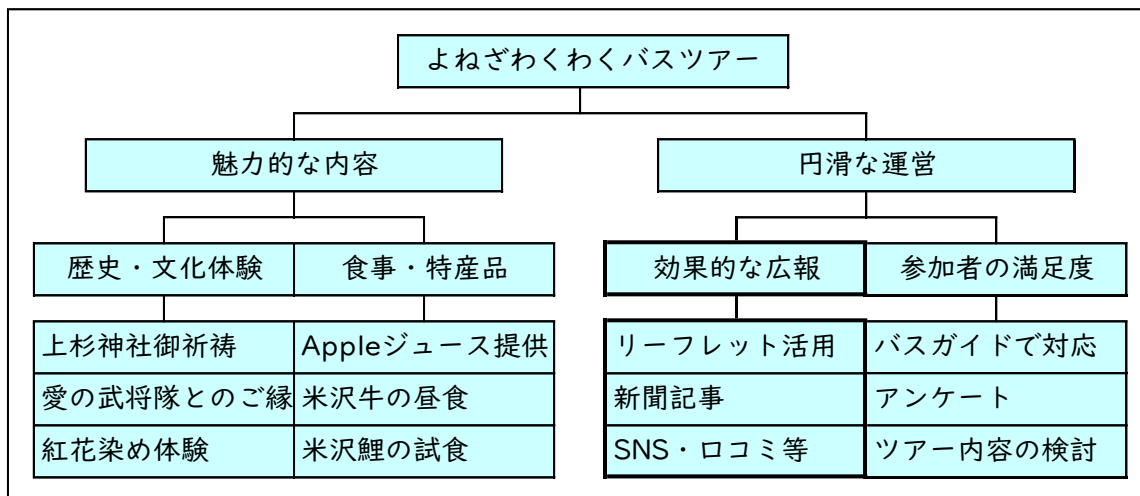 よねざわくわくバスツアー
魅力的な内容
円滑な運営
歴史・文化体験
食事・特産品
効果的な広報
参加者の満足度
上杉神社御祈祷
Appleジュース提供
リーフレット活用
バスガイドで対応
愛の武将隊とのご縁
米沢牛の昼食
新聞記事
アンケート
紅花染め体験
米沢鯉の試食
SNS・口コミ等
ツアー内容の検討